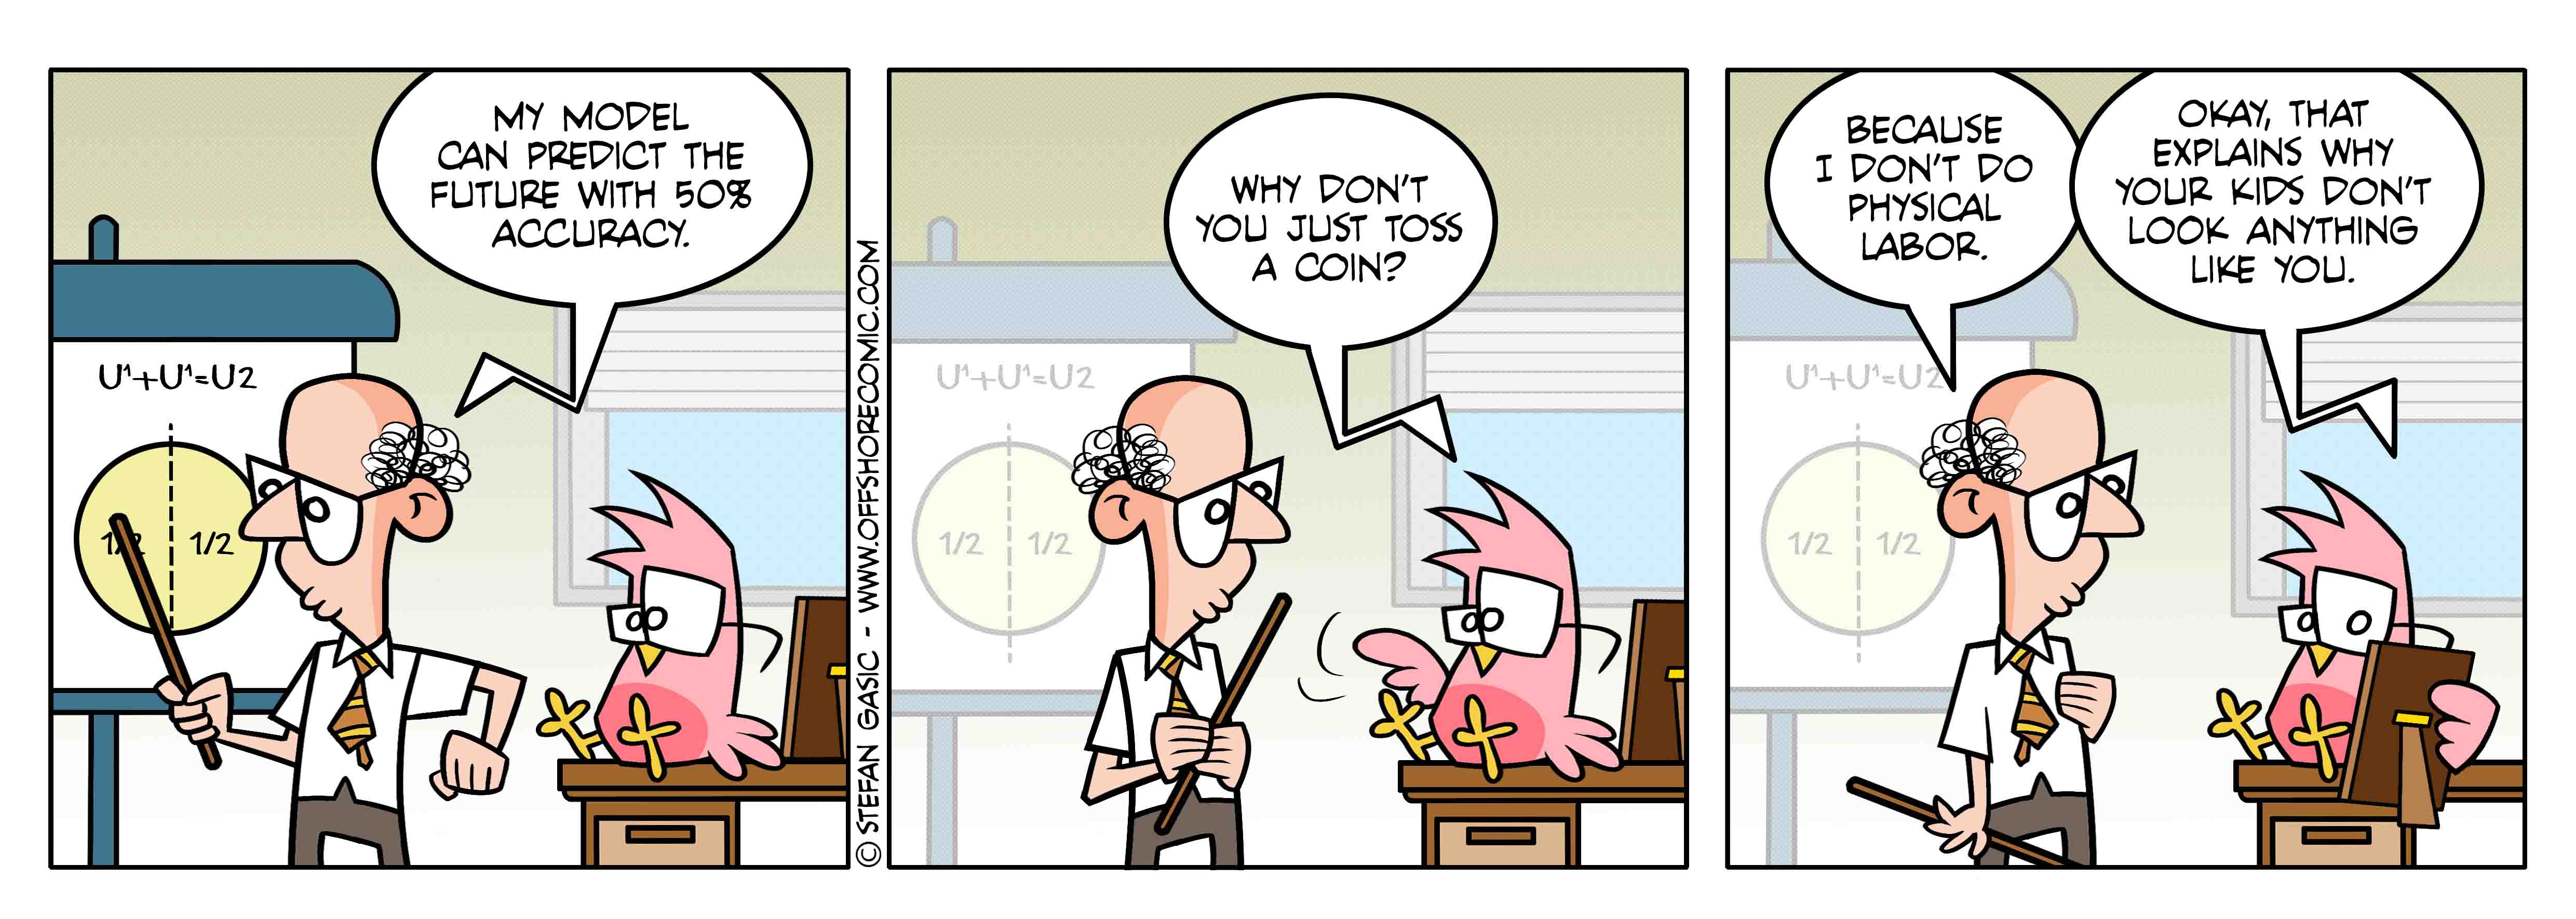 MY MODEL
CAN PREDICT THE
FUTURE WITH 50%
ACCURACY.
U¹+U¹=U2
1/2 1/2
© STEFAN GASIC - WWW.OFFSHORECOMIC.COM
WHY DON'T
YOU JUST TOSS
A COIN?
U¹+U¹=U2
1/2 1/2
BECAUSE
I DON'T DO
PHYSICAL
LABOR.
OKAY, THAT
EXPLAINS WHY
YOUR KIDS DON'T
LOOK ANYTHING
LIKE YOU.
U¹+U¹=U2
1/2 1/2